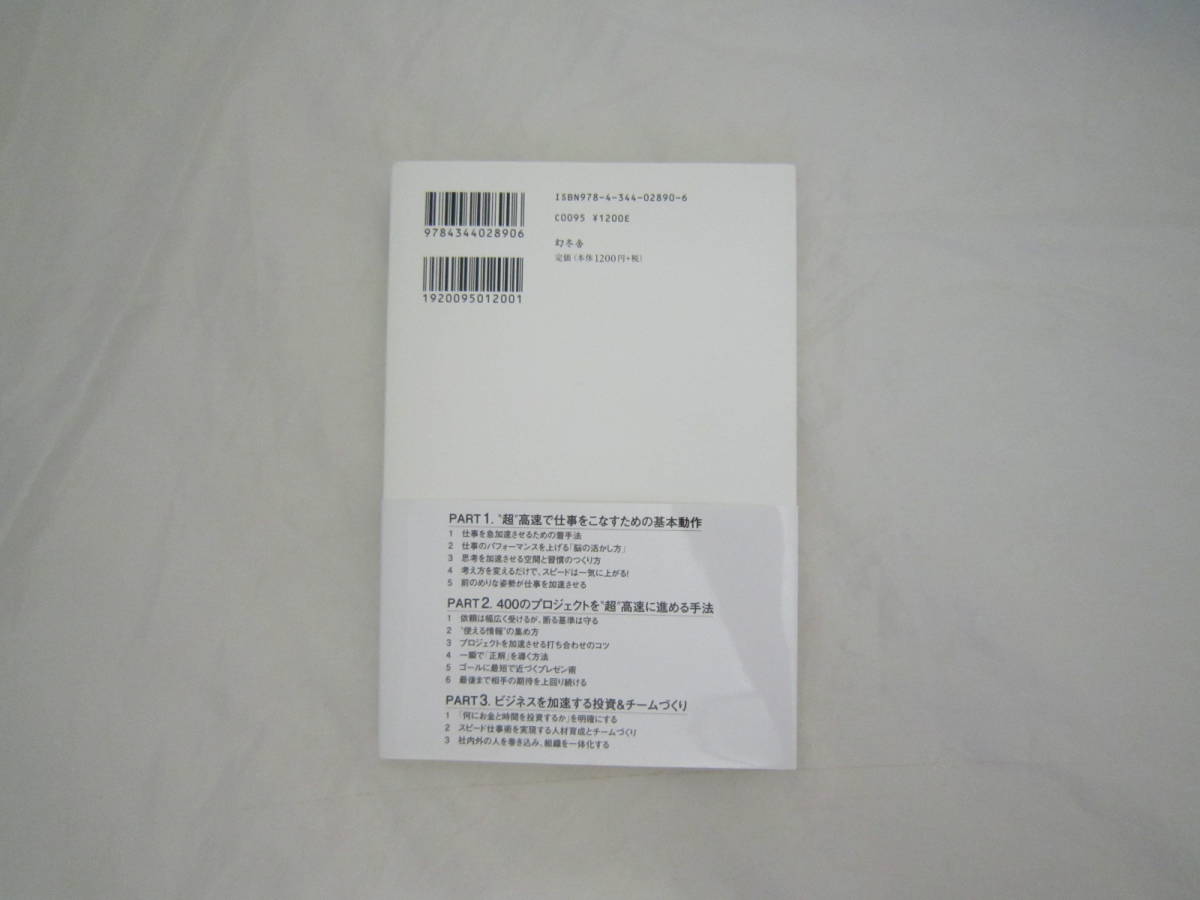 9784344028906
1920095012001
ISBN978-4-344-02890-6
C0095 ¥1200E
幻冬舎
定価（本体1200円+税）
PART 1. “超”高速で仕事をこなすための基本動作
1 仕事を急加速させるための着手法
2 仕事のパフォーマンスを上げる「脳の活かし方」
3 思考を加速させる空間と習慣のつくり方
4 考え方を変えるだけで、スピードは一気に上がる!
5 前のめりな姿勢が仕事を加速させる
PART 2. 400のプロジェクトを“超”高速に進める手法
1 依頼は幅広く受けるが、断る基準は守る
2 “使える情報”の集め方
3 プロジェクトを加速させる打ち合わせのコツ
4 一瞬で「正解」を導く方法
5 ゴールに最短で近づくプレゼン術
6 最後まで相手の期待を上回り続ける
PART 3. ビジネスを加速する投資&チームづくり
1 「何にお金と時間を投資するか」を明確にする
2 スピード仕事術を実現する人材育成とチームづくり
3 社内外の人を巻き込み、組織を一体化する